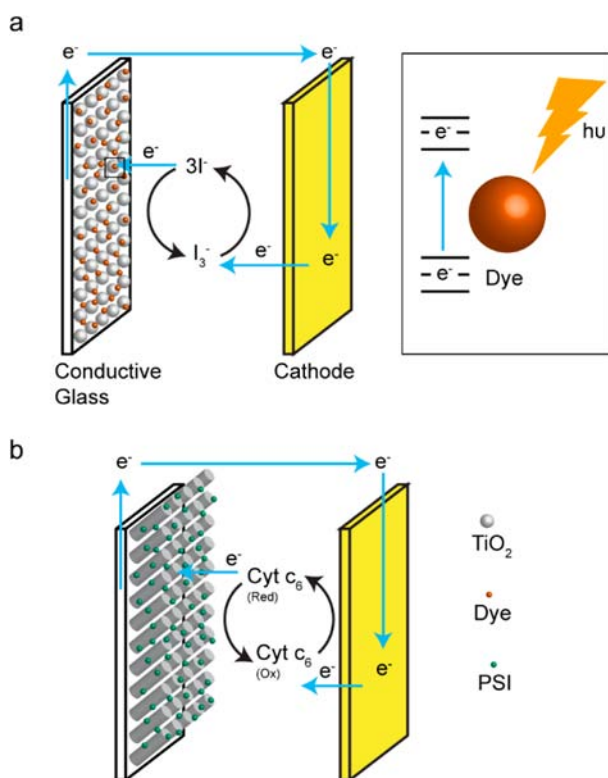 a
e⁻ e⁻
e⁻
3I⁻
I₃⁻
e⁻
e⁻
Conductive
Glass
Cathode
e⁻
hυ
e⁻
Dye
b
e⁻ e⁻
e⁻
Cyt c₆
(Red)
Cyt c₆
(Ox)
e⁻
e⁻
TiO₂
Dye
PSI